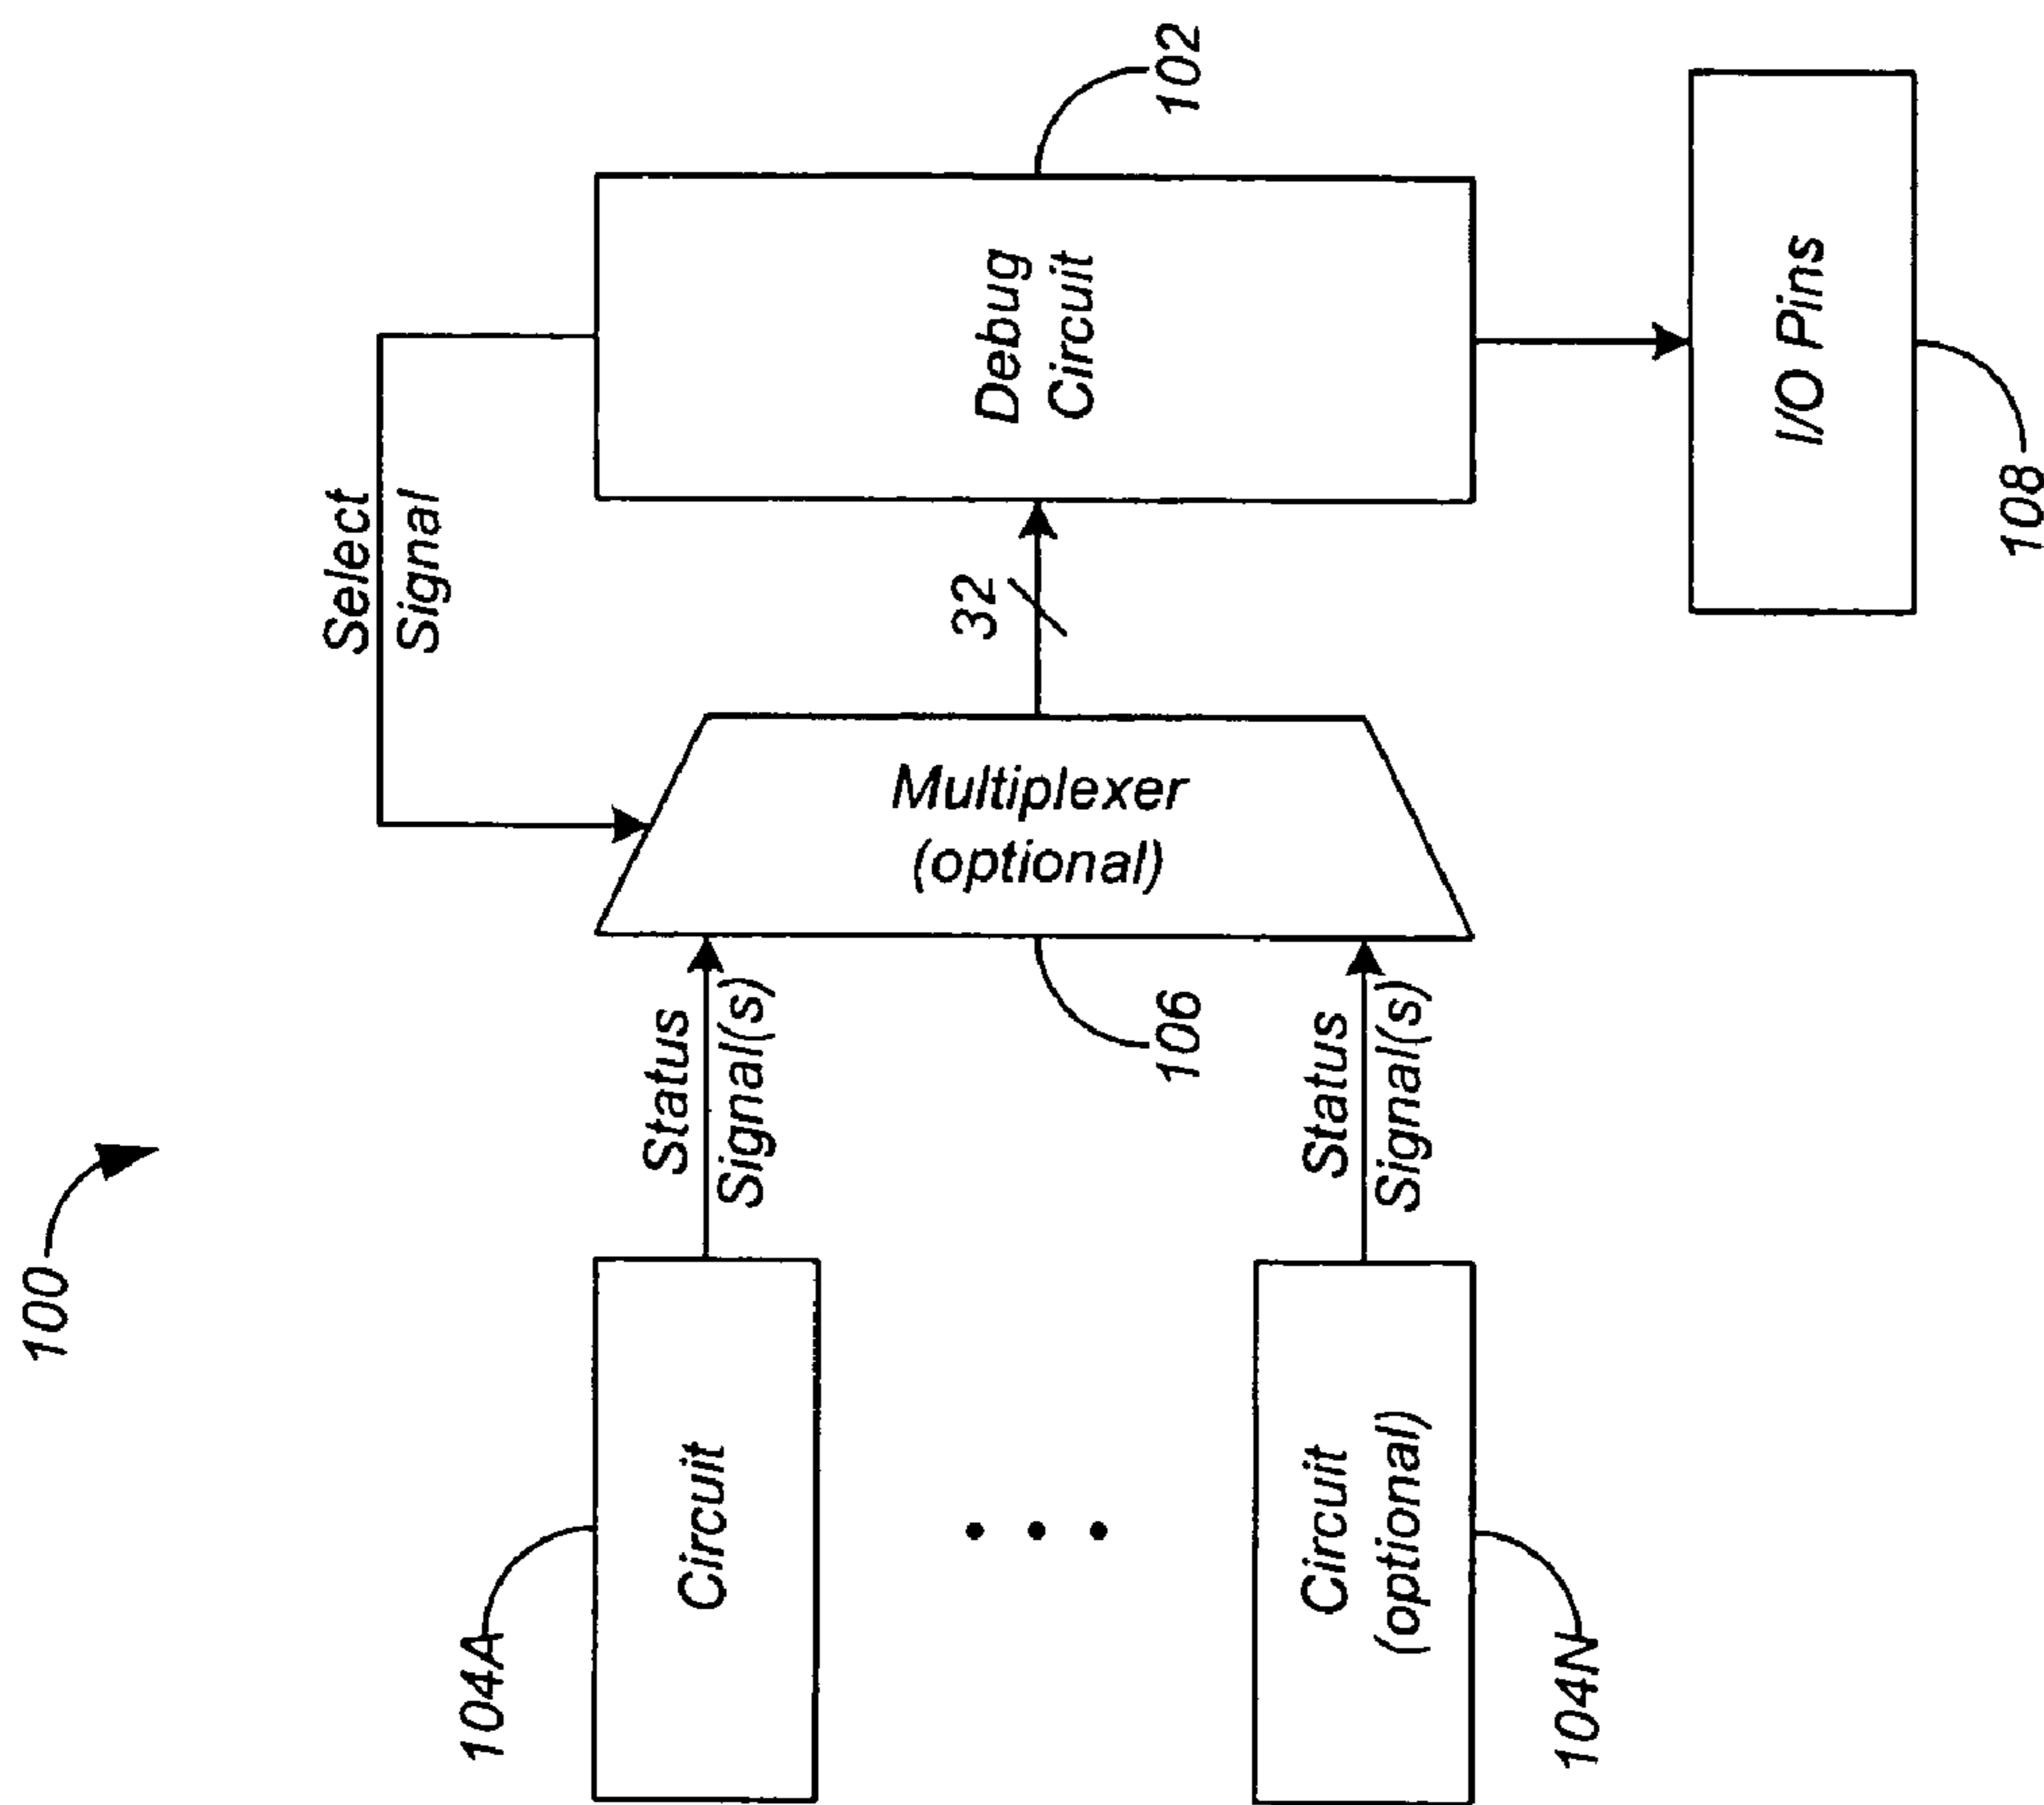 100
104A
Circuit
Circuit
(optional)
104N
Status
Signal(s)
Status
Signal(s)
106
Multiplexer
(optional)
Select
Signal
32
Debug
Circuit
102
I/O Pins
108